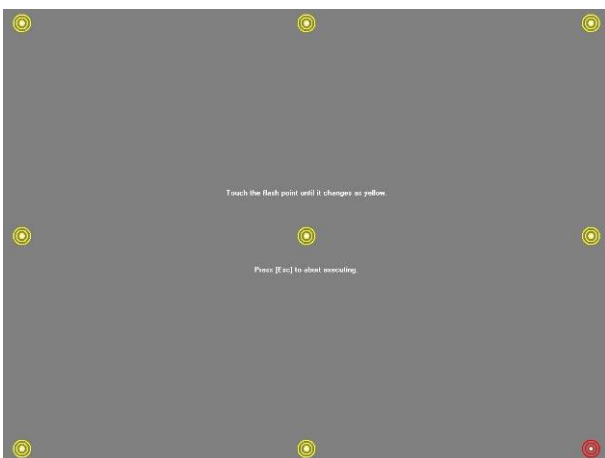 Touch the flash point until it changes as yellow.
Press [Esc] to abort executing.